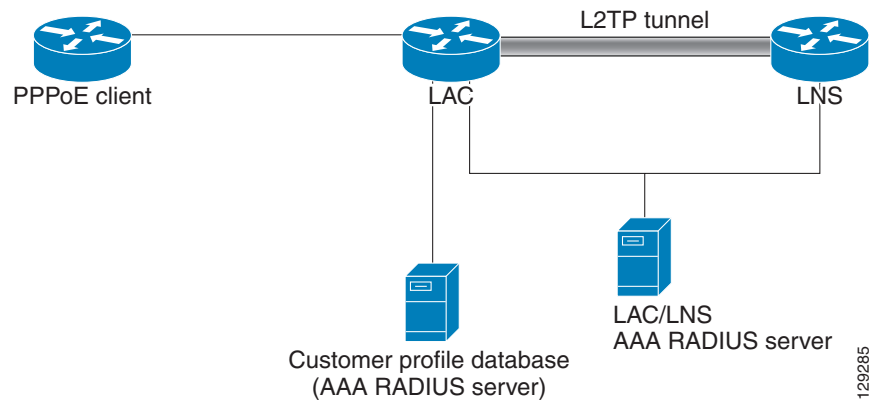 L2TP tunnel
PPPoE client
LAC
LNS
LAC/LNS
AAA RADIUS server
Customer profile database
(AAA RADIUS server)
129285